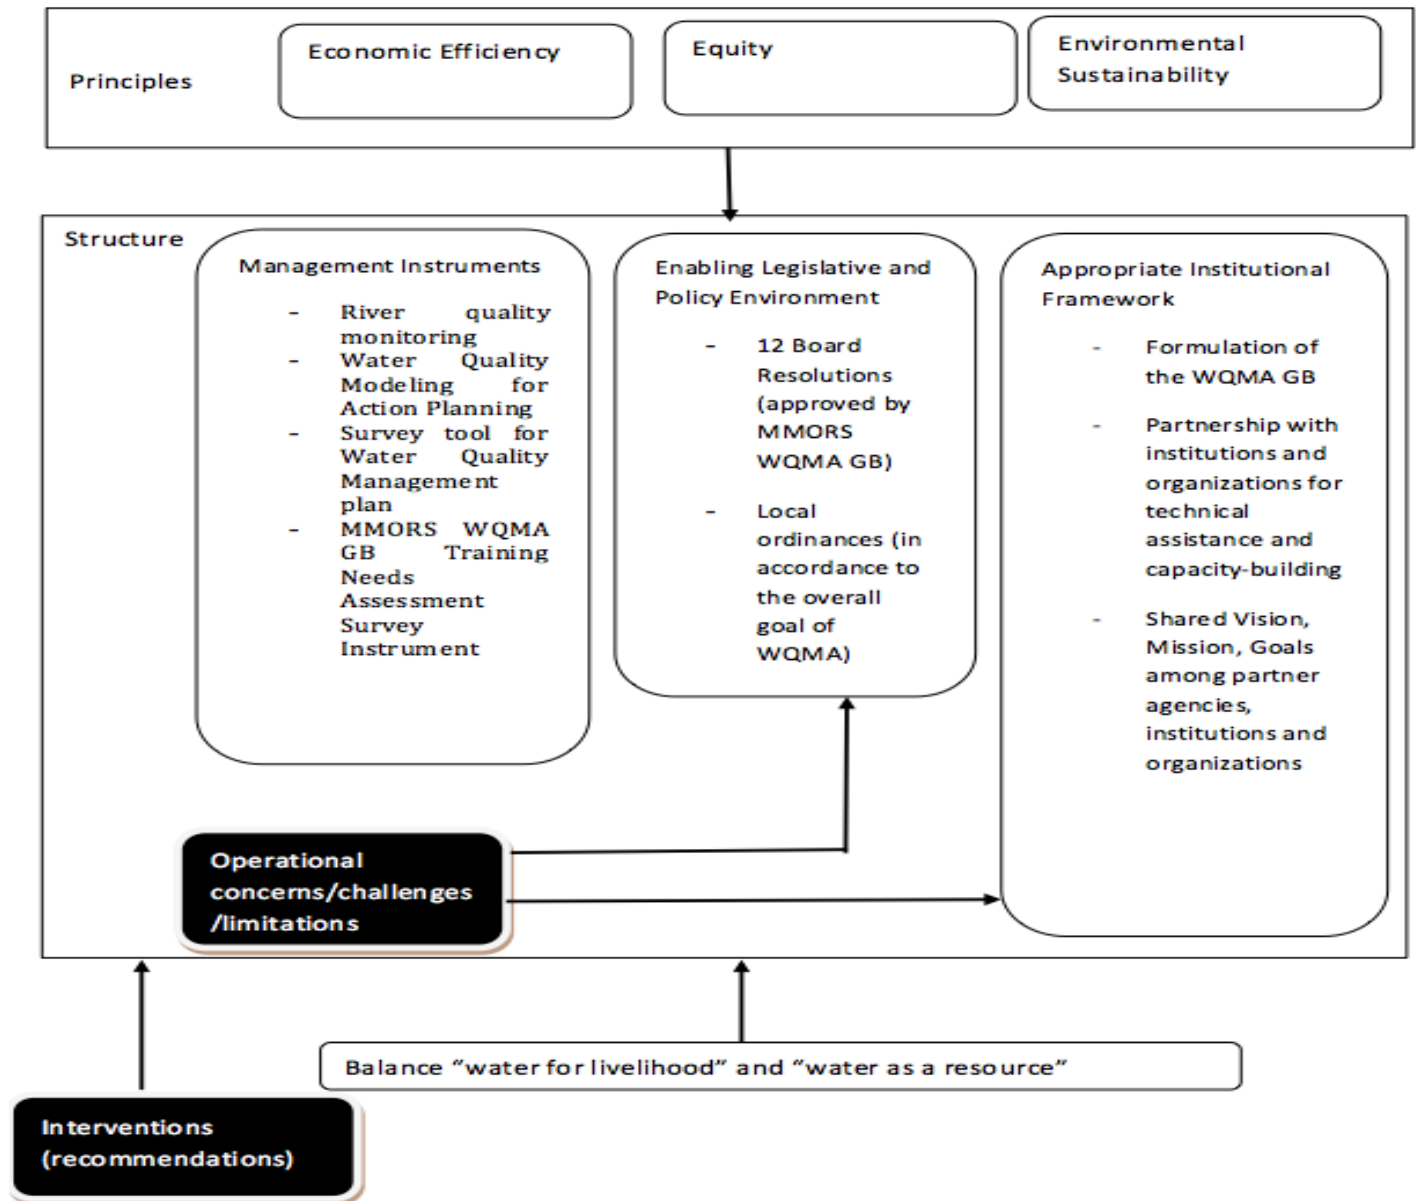 Principles
Economic Efficiency
Equity
Environmental
Sustainability
Structure
Management Instruments
- River quality
monitoring
- Water Quality
Modeling for
Action Planning
- Survey tool for
Water Quality
Management
plan
- MMORS WQMA
GB Training
Needs
Assessment
Survey
Instrument
Enabling Legislative and
Policy Environment
- 12 Board
Resolutions
(approved by
MMORS
WQMA GB)
- Local
ordinances (in
accordance to
the overall
goal of
WQMA)
Appropriate Institutional
Framework
- Formulation of
the WQMA GB
- Partnership with
institutions and
organizations for
technical
assistance and
capacity-building
- Shared Vision,
Mission, Goals
among partner
agencies,
institutions and
organizations
Operational
concerns/challenges
/limitations
Balance “water for livelihood” and “water as a resource”
Interventions
(recommendations)